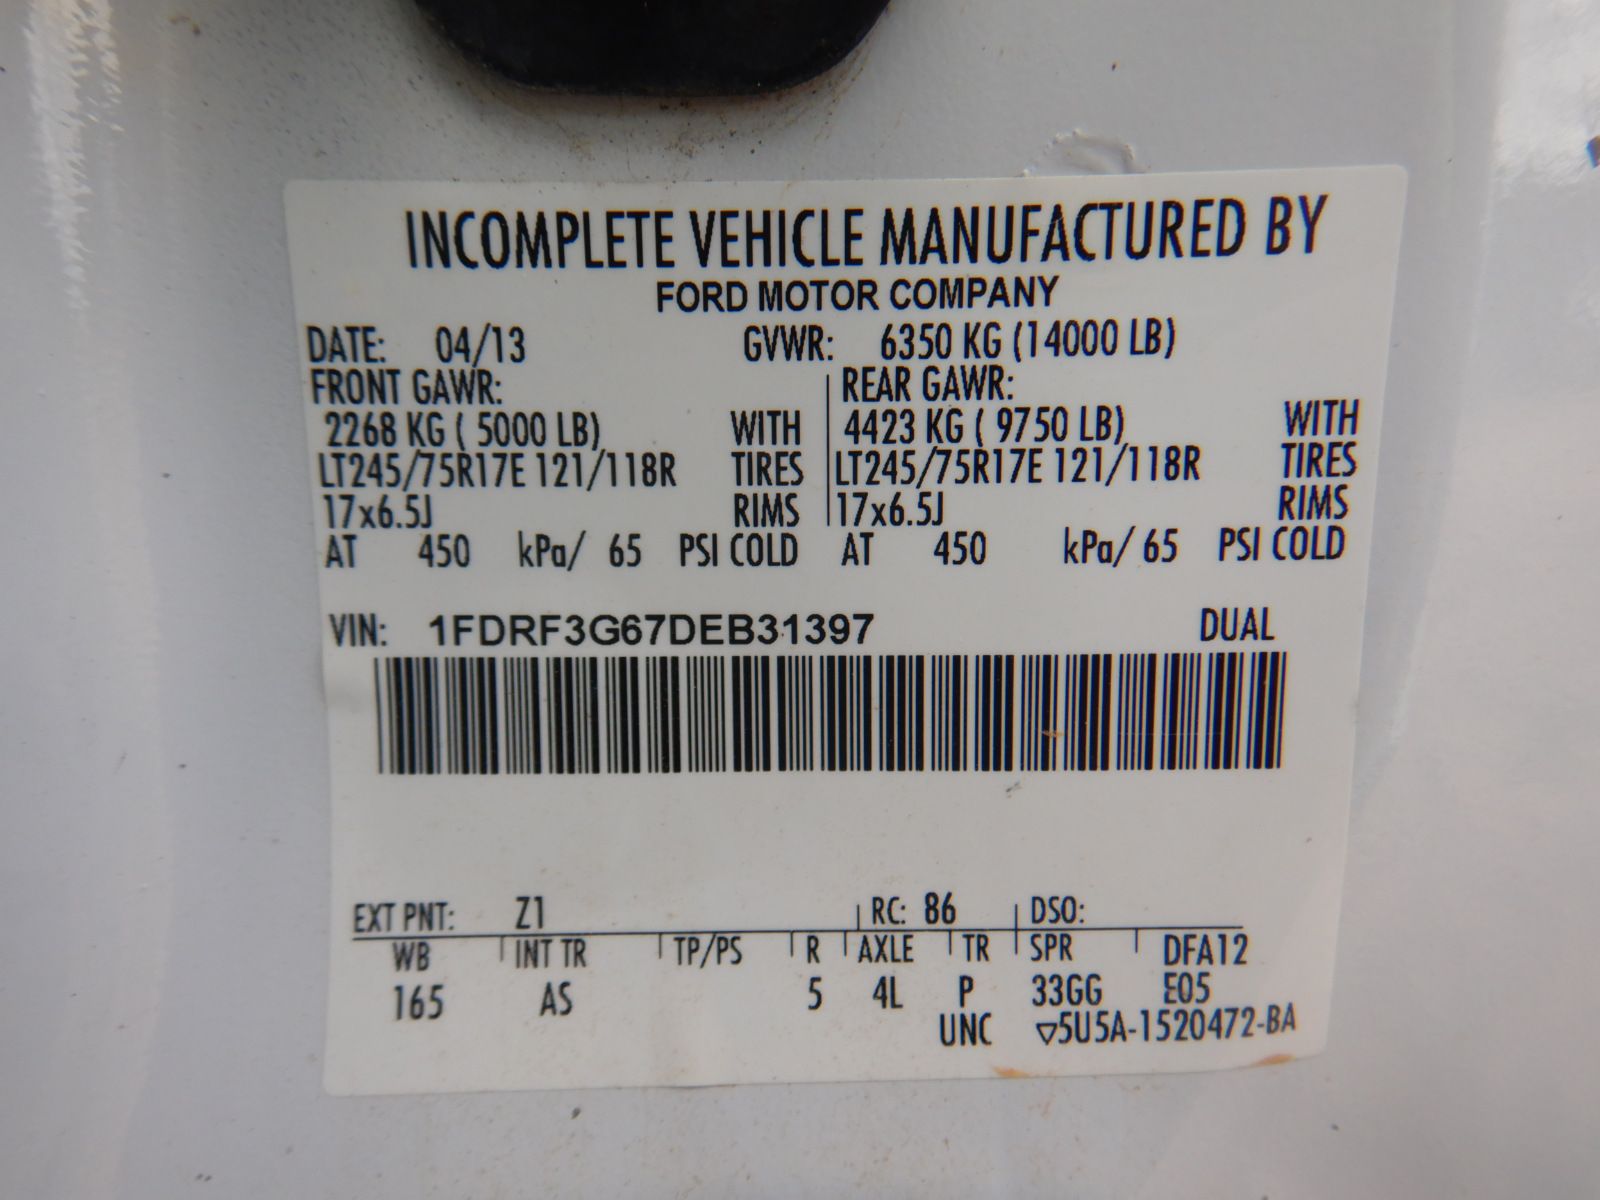 INCOMPLETE VEHICLE MANUFACTURED BY
FORD MOTOR COMPANY
DATE: 04/13 GVWR: 6350 KG (14000 LB)
FRONT GAWR: REAR GAWR:
2268 KG ( 5000 LB) WITH 4423 KG ( 9750 LB) WITH
LT245/75R17E 121/118R TIRES LT245/75R17E 121/118R TIRES
17x6.5J RIMS 17x6.5J RIMS
AT 450 kPa/ 65 PSI COLD AT 450 kPa/ 65 PSI COLD
VIN: 1FDRF3G67DEB31397 DUAL
EXT PNT: Z1 RC: 86 DSO:
WB INT TR TP/PS R AXLE TR SPR DFA12
165 AS 5 4L P 33GG E05
UNC ▽5U5A-1520472-BA